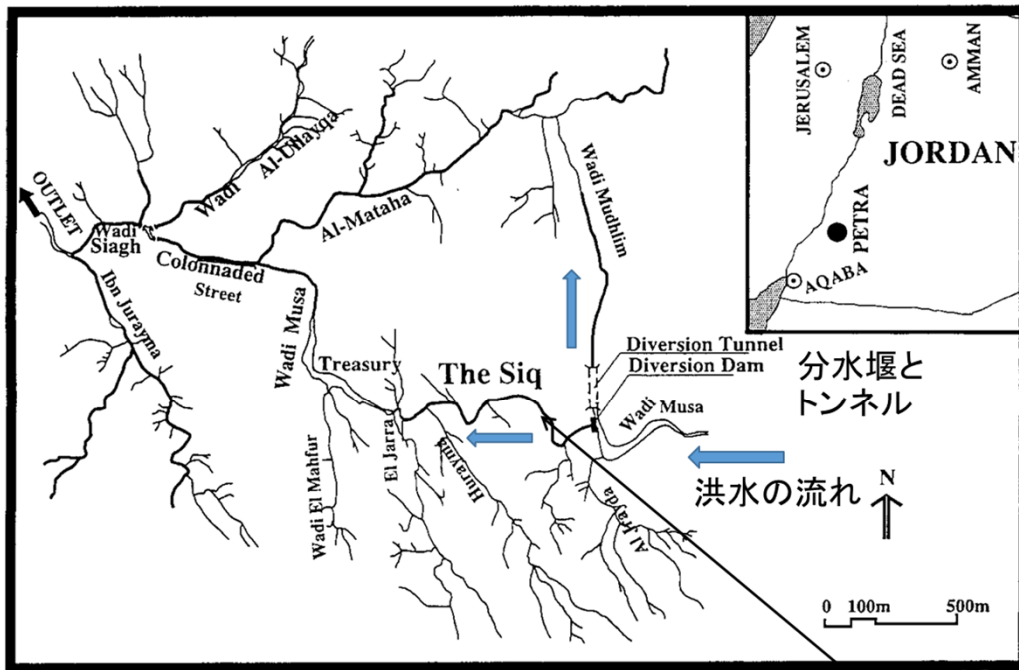 OUTLET
Wadi Siagh
Wadi Al-Ullayqa
Al-Mataha
Wadi Mudhlim
Colonnaded
Street
Ibn Jurayma
Wadi Musa
Treasury
The Siq
Diversion Tunnel
Diversion Dam
Wadi Musa
Wadi El Mahfur
El Jarra
Hurayma
Al Jrayda
JERUSALEM
DEAD SEA
AMMAN
JORDAN
PETRA
AQABA
分水堰と
トンネル
洪水の流れ
N
0 100m 500m